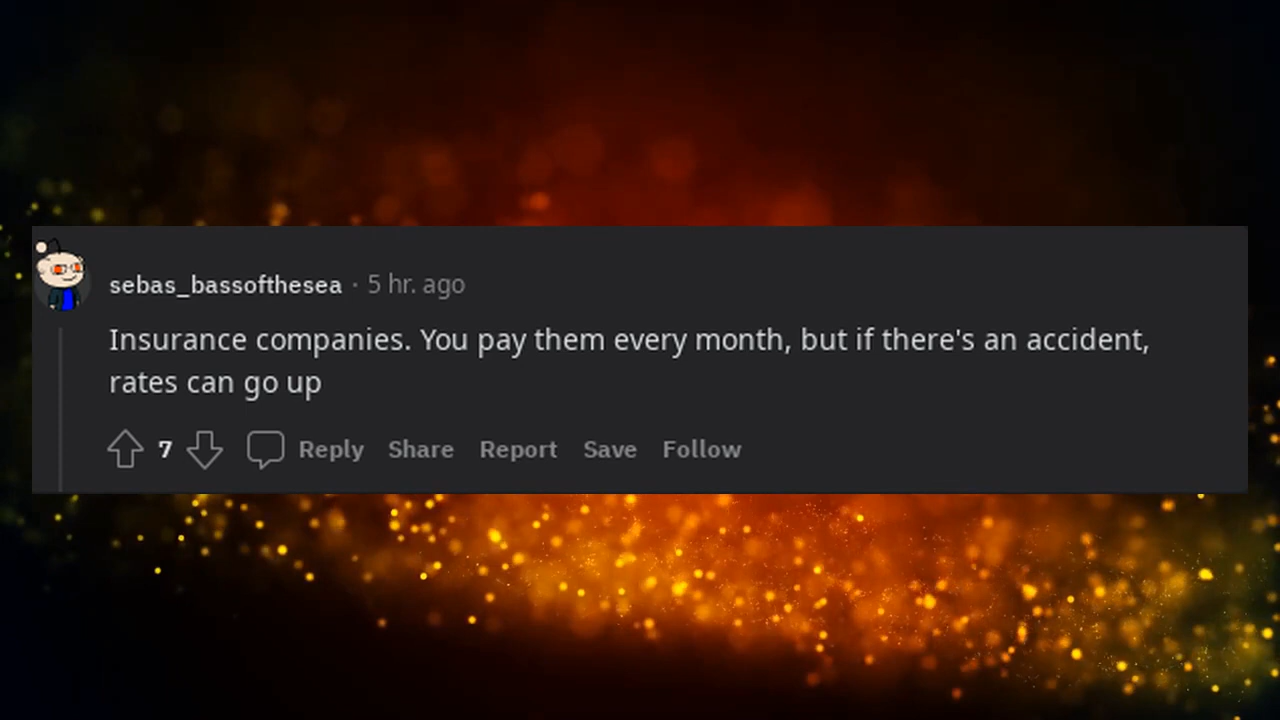 sebas_bassofthesea · 5 hr. ago
Insurance companies. You pay them every month, but if there's an accident,
rates can go up
7 Reply Share Report Save Follow